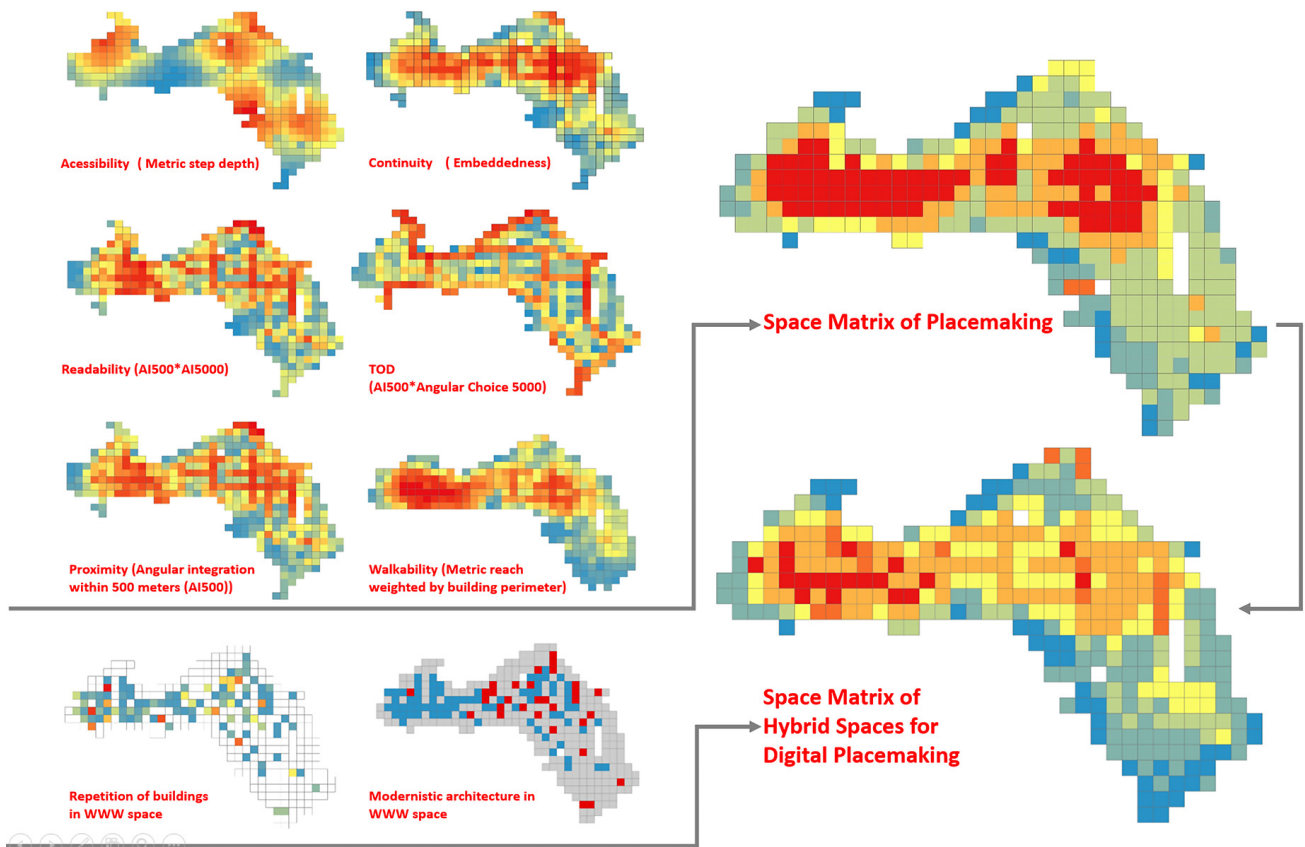 Acessibility ( Metric step depth)
Continuity ( Embeddedness)
Readability (AI500*AI5000)
TOD
(AI500*Angular Choice 5000)
Proximity (Angular integration
within 500 meters (AI500))
Walkability (Metric reach
weighted by building perimeter)
Space Matrix of Placemaking
Repetition of buildings
in WWW space
Modernistic architecture in
WWW space
Space Matrix of
Hybrid Spaces for
Digital Placemaking